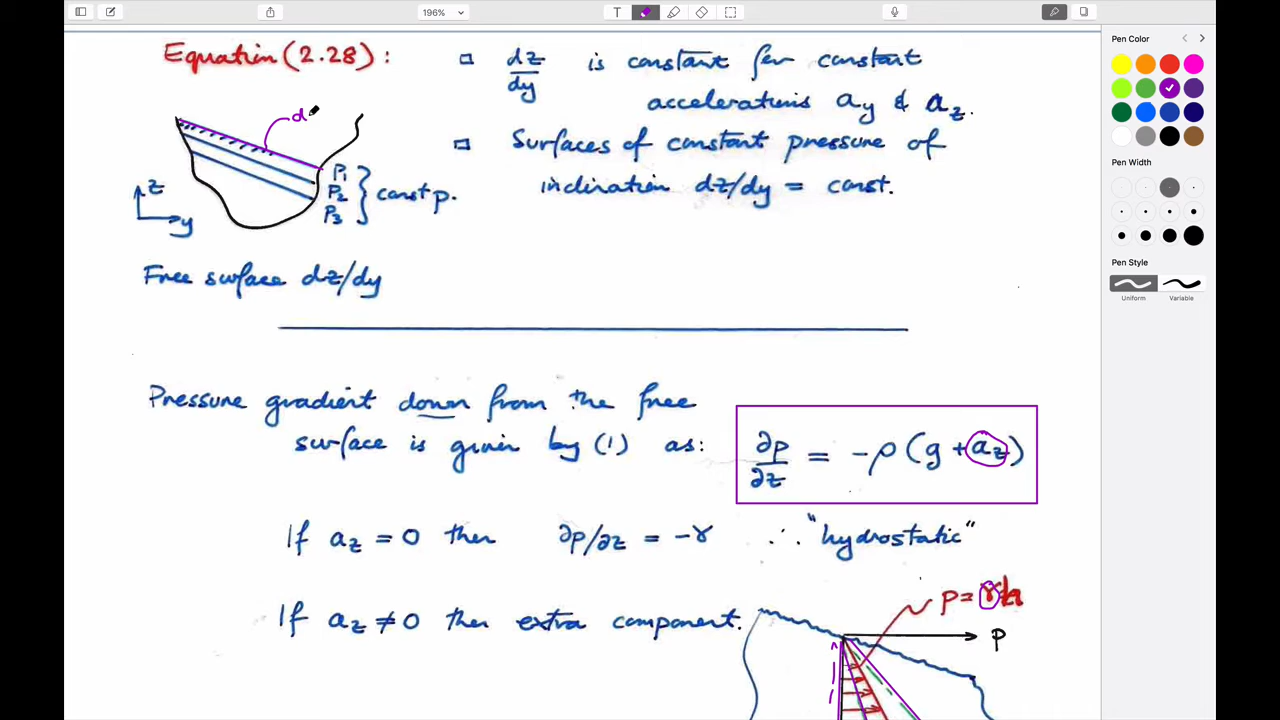 196%
T
Pen Color
Pen Width
Pen Style
Uniform
Variable
Equation (2.28) :
dz/dy is constant for constant
accelerations ay & az.
Surfaces of constant pressure of
inclination dz/dy = const.
d
z
y
P1
P2
P3
const p.
Free surface dz/dy
Pressure gradient down from the free
surface is given by (1) as:
∂p/∂z = -ρ(g + az)
If az = 0 then ∂p/∂z = -γ ∴ "hydrostatic"
If az ≠ 0 then extra component.
p = γ
P